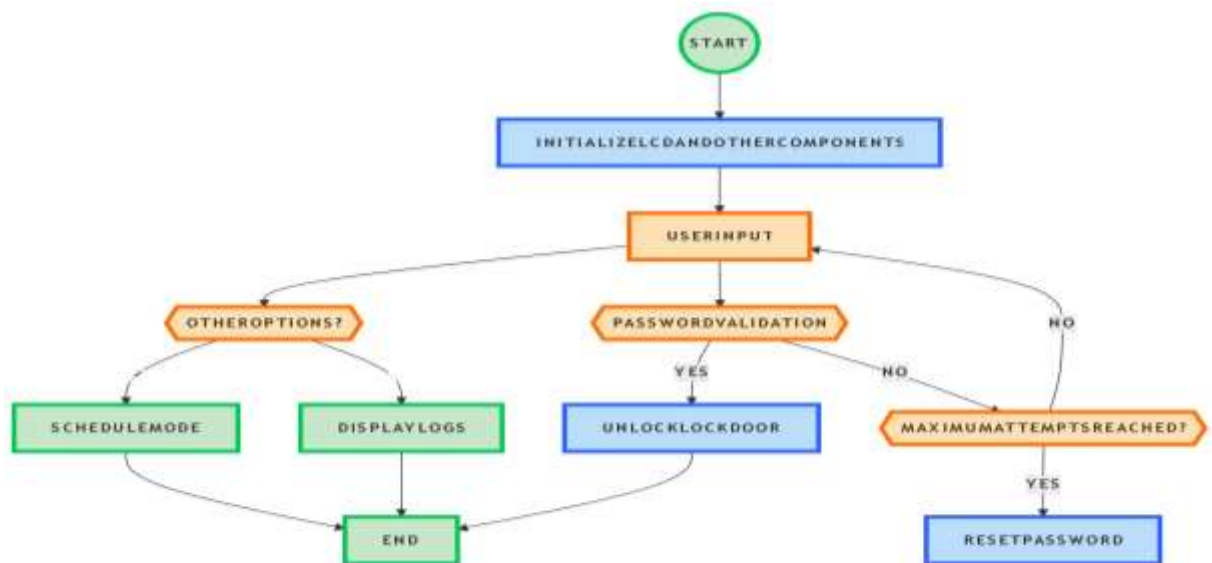 START
INITIALIZELCDANDOTHERCOMPONENTS
USERINPUT
OTHEROPTIONS?
PASSWORDVALIDATION
NO
YES
NO
SCHEDULEMODE
DISPLAYLOGS
UNLOCKLOCKDOOR
MAXIMUMATTEMPTSREACHED?
YES
END
RESETPASSWORD